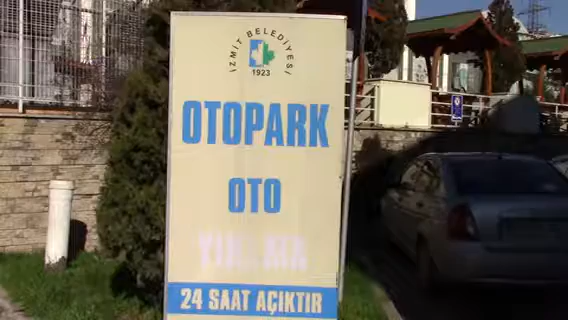 İZMİT BELEDİYESİ
1923
OTOPARK
OTO
24 SAAT AÇIKTIR